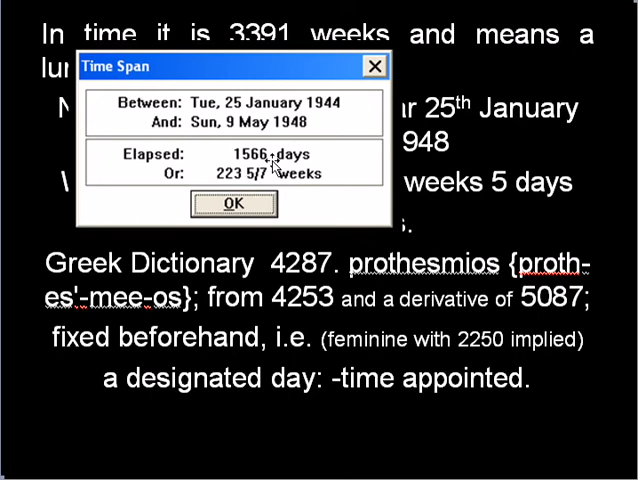 In time it is 3391 weeks and means a
lun
Time Span
Between: Tue, 25 January 1944
And: Sun, 9 May 1948
Elapsed: 1566 days
Or: 223 5/7 weeks
OK
ar 25th January
948
weeks 5 days
s.
Greek Dictionary 4287. prothesmios {proth-
es'-mee-os}; from 4253 and a derivative of 5087;
fixed beforehand, i.e. (feminine with 2250 implied)
a designated day: -time appointed.